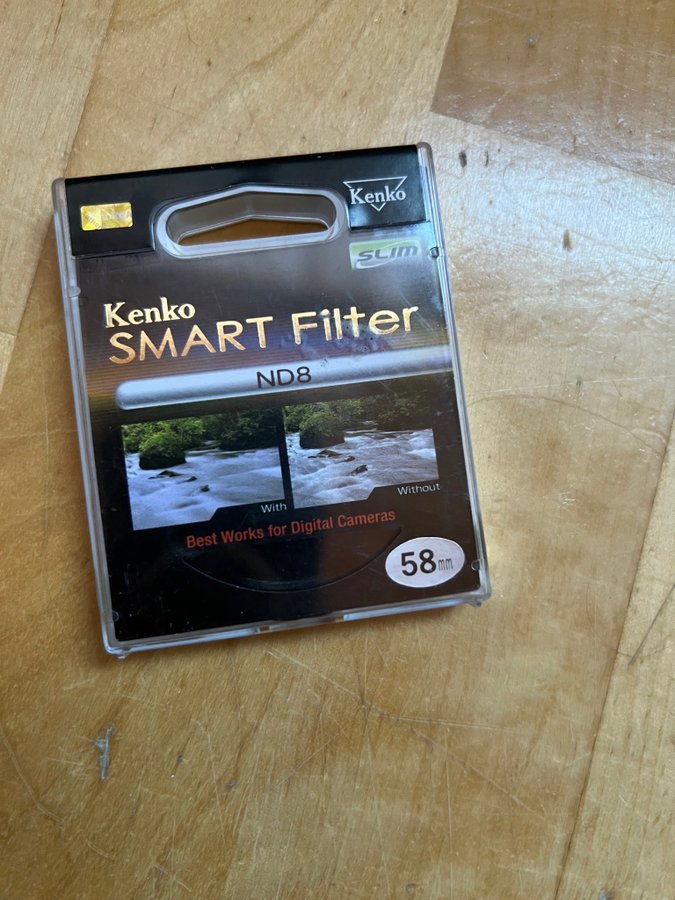 Kenko
SLIM
Kenko
SMART Filter
ND8
With
Without
Best Works for Digital Cameras
58mm